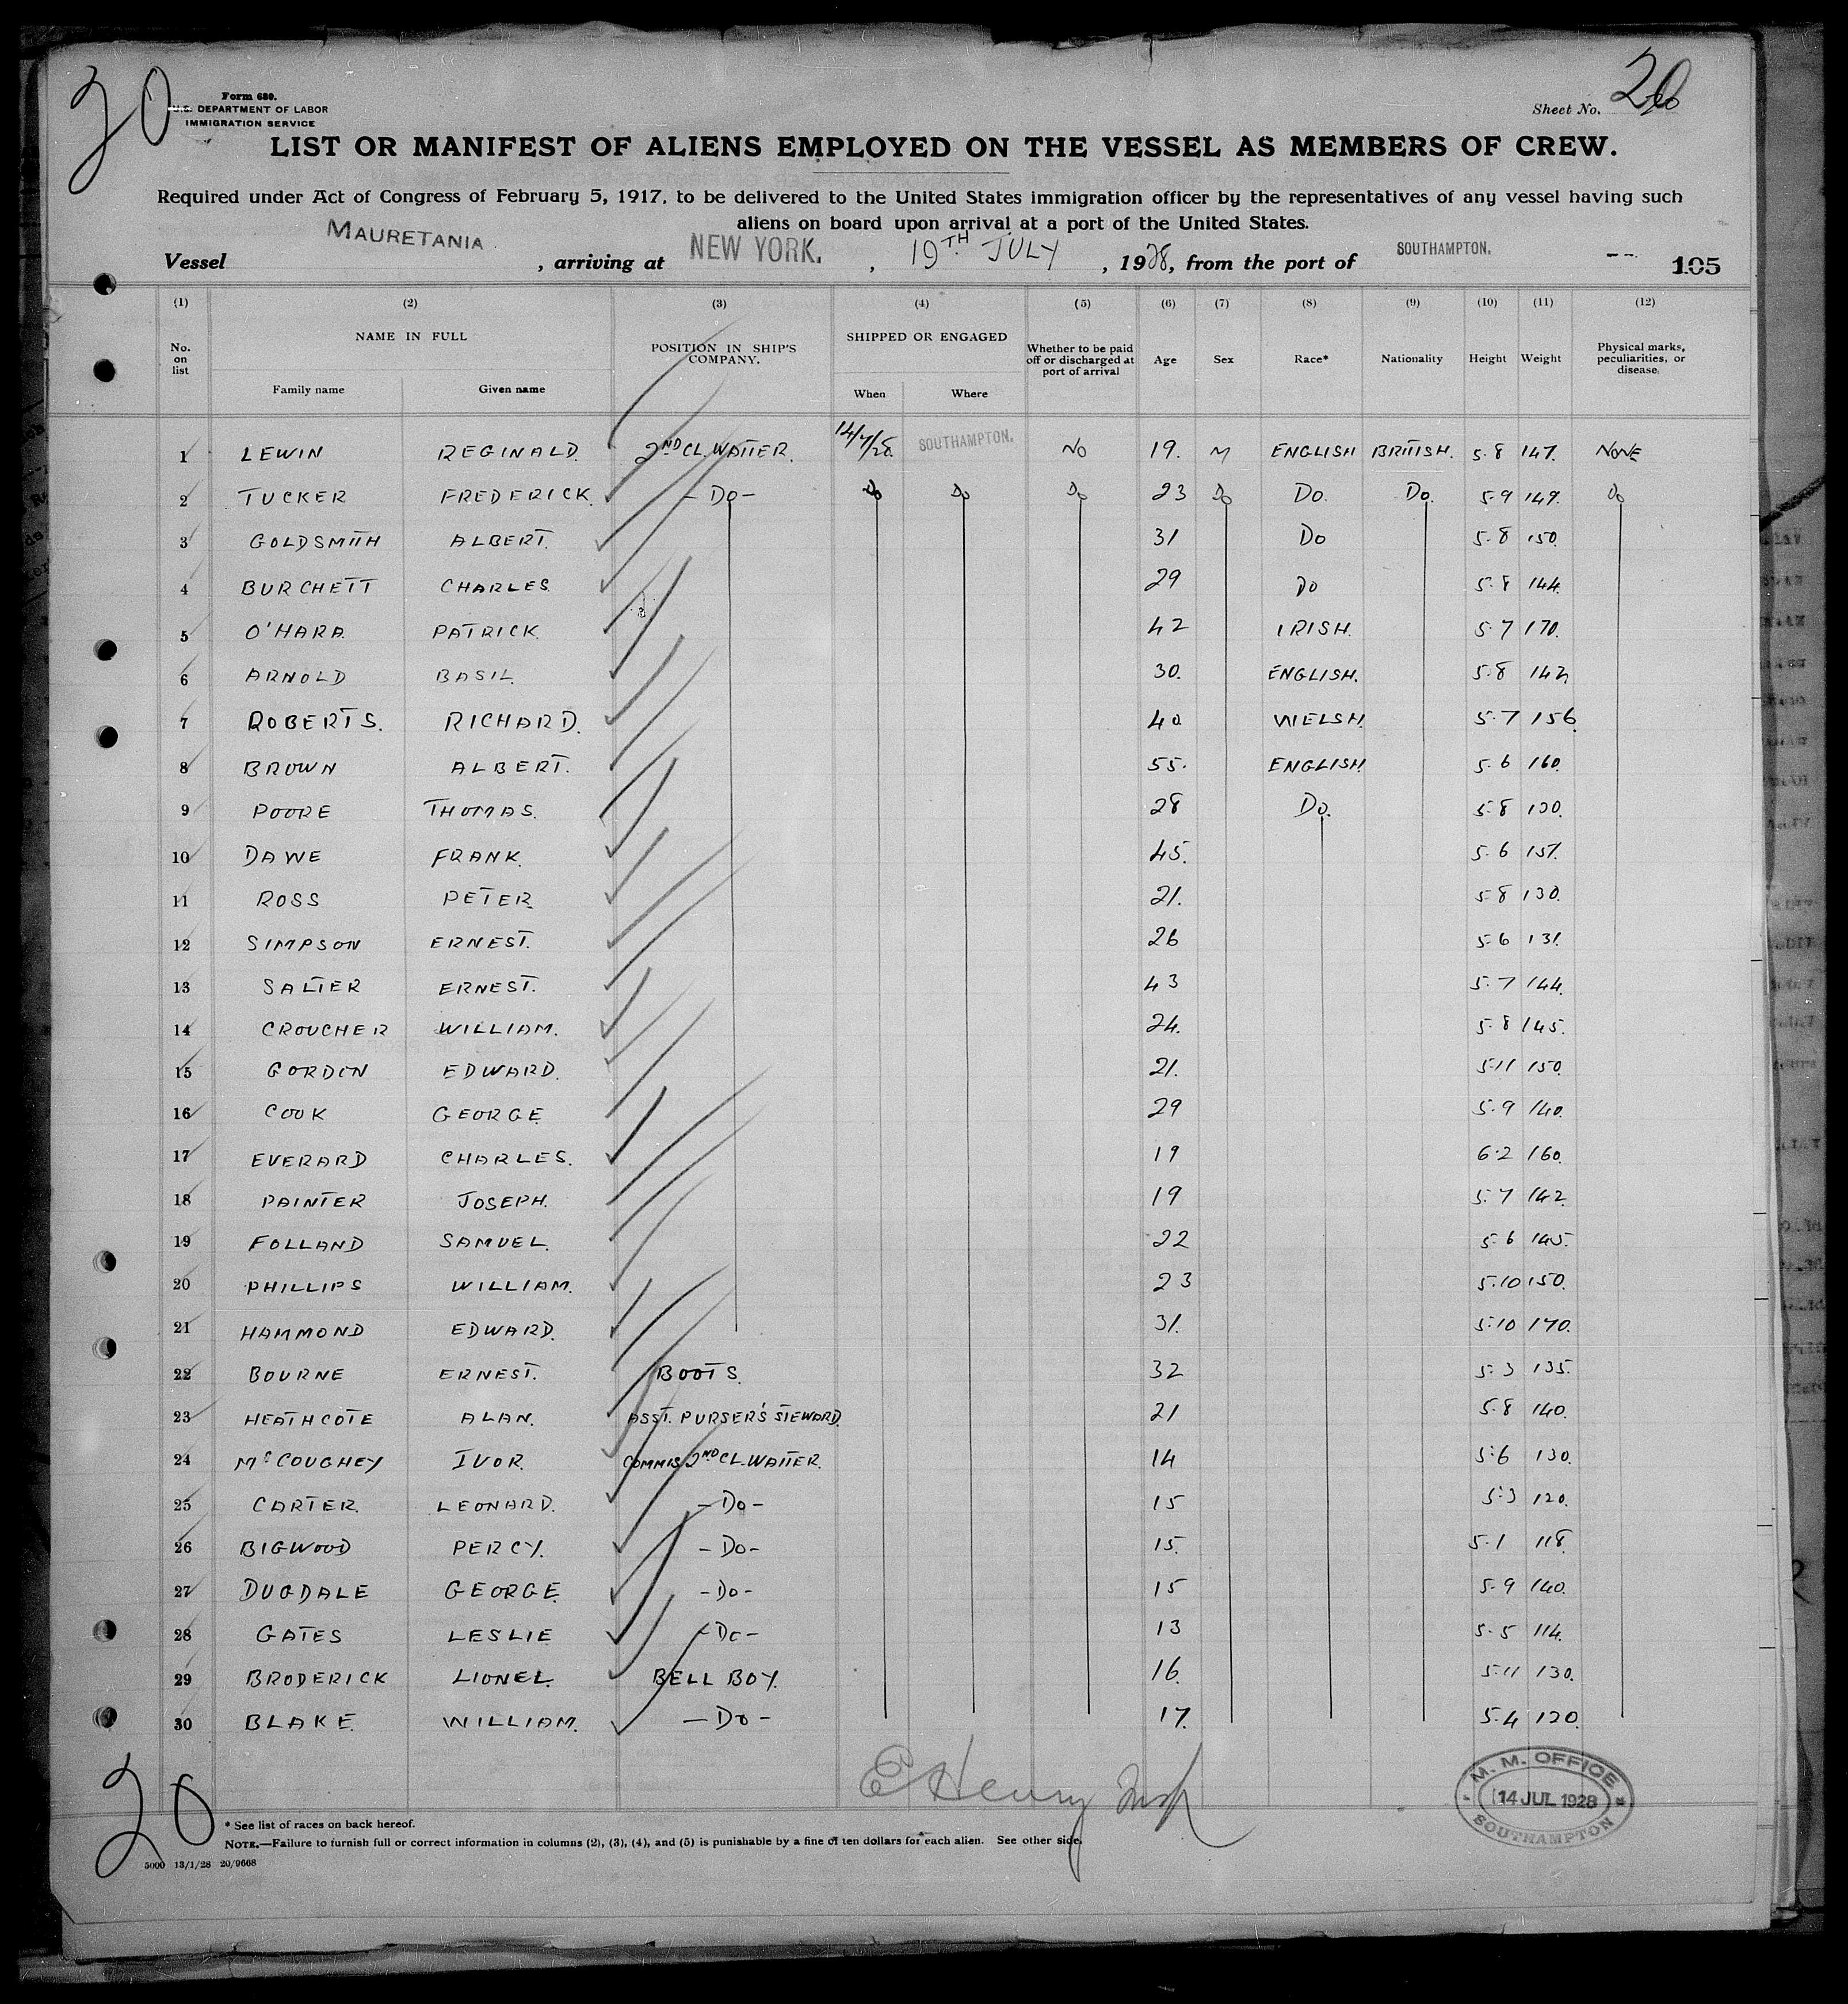 20
Form 689.
U.S. DEPARTMENT OF LABOR
IMMIGRATION SERVICE
Sheet No. 20
LIST OR MANIFEST OF ALIENS EMPLOYED ON THE VESSEL AS MEMBERS OF CREW.
Required under Act of Congress of February 5, 1917, to be delivered to the United States immigration officer by the representatives of any vessel having such
aliens on board upon arrival at a port of the United States.
Vessel MAURETANIA, arriving at NEW YORK., 19TH JULY, 1928, from the port of SOUTHAMPTON. -- 105
(1) (2) (3) (4) (5) (6) (7) (8) (9) (10) (11) (12)
No. on list NAME IN FULL Family name Given name POSITION IN SHIP'S COMPANY. SHIPPED OR ENGAGED When Where Whether to be paid off or discharged at port of arrival Age Sex Race* Nationality Height Weight Physical marks, peculiarities, or disease.
1 LEWIN REGINALD. 2ND CL. WAITER. 14/7/28. SOUTHAMPTON. NO 19. M ENGLISH BRITISH. 5.8 147. NONE
2 TUCKER FREDERICK. - DO - DO DO DO 23 DO DO. DO. 5.9 149. DO
3 GOLDSMITH ALBERT. 31 DO 5.8 150.
4 BURCHETT CHARLES 29 DO 5.8 144.
5 O'HARA. PATRICK. 42 IRISH. 5.7 170.
6 ARNOLD BASIL. 30. ENGLISH. 5.8
7 ROBERTS. RICHARD. 40 WELSH. 5.7 156
8 BROWN ALBERT. 55. ENGLISH. 5.6 160.
9 POORE THOMAS. 28 DO. 5.8 130.
10 DAWE FRANK. 45. 5.6 157.
11 ROSS PETER 21. 5.8 130.
12 SIMPSON ERNEST. 26 5.6 131.
13 SALTER ERNEST. 43 5.7 144.
14 CROUCHER WILLIAM. 24. 5.8 145.
15 GORDON EDWARD. 21. 5.11 150.
16 COOK GEORGE 29 5.9 140.
17 EVERARD CHARLES. 19 6.2 160.
18 PAINTER JOSEPH. 19 5.7 142.
19 FOLLAND SAMUEL. 22 5.6 145.
20 PHILLIPS WILLIAM. 23 5.10 150.
21 HAMMOND EDWARD. 31. 5.10 170.
22 BOURNE ERNEST. BOOTS. 32 5.3 135.
23 HEATHCOTE ALAN. ASST. PURSER'S STEWARD. 21 5.8 140.
24 McCOUGHEY IVOR. COMMIS 2ND CL. WAITER. 14 5.6 130.
25 CARTER. LEONARD. - DO - 15 5.3 120.
26 BIGWOOD PERCY. - DO - 15. 5.1 118.
27 DUGDALE GEORGE. - DO - 15 5.9 140.
28 GATES LESLIE - DO - 13 5.5 114.
29 BRODERICK LIONEL. BELL BOY. 16. 5.11 130.
30 BLAKE. WILLIAM. - DO - 17. 5.4 120.
E Henry Insp
M. M. OFFICE
14 JUL 1928
SOUTHAMPTON
20
* See list of races on back hereof.
NOTE.—Failure to furnish full or correct information in columns (2), (3), (4), and (5) is punishable by a fine of ten dollars for each alien. See other side.
5000 13/1/28 20/9668